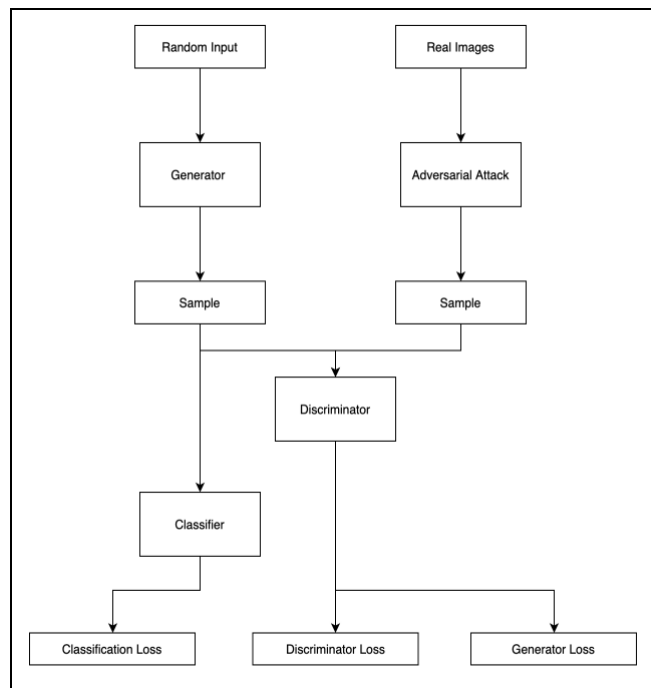 Random Input
Real Images
Generator
Adversarial Attack
Sample
Sample
Discriminator
Classifier
Classification Loss
Discriminator Loss
Generator Loss